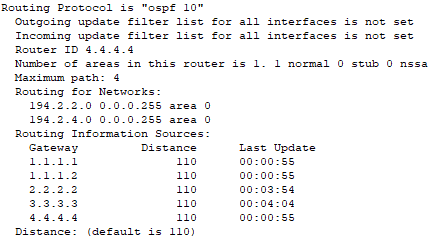 Routing Protocol is "ospf 10"
Outgoing update filter list for all interfaces is not set
Incoming update filter list for all interfaces is not set
Router ID 4.4.4.4
Number of areas in this router is 1. 1 normal 0 stub 0 nssa
Maximum path: 4
Routing for Networks:
194.2.2.0 0.0.0.255 area 0
194.2.4.0 0.0.0.255 area 0
Routing Information Sources:
Gateway Distance Last Update
1.1.1.1 110 00:00:55
1.1.1.2 110 00:00:55
2.2.2.2 110 00:03:54
3.3.3.3 110 00:04:04
4.4.4.4 110 00:00:55
Distance: (default is 110)